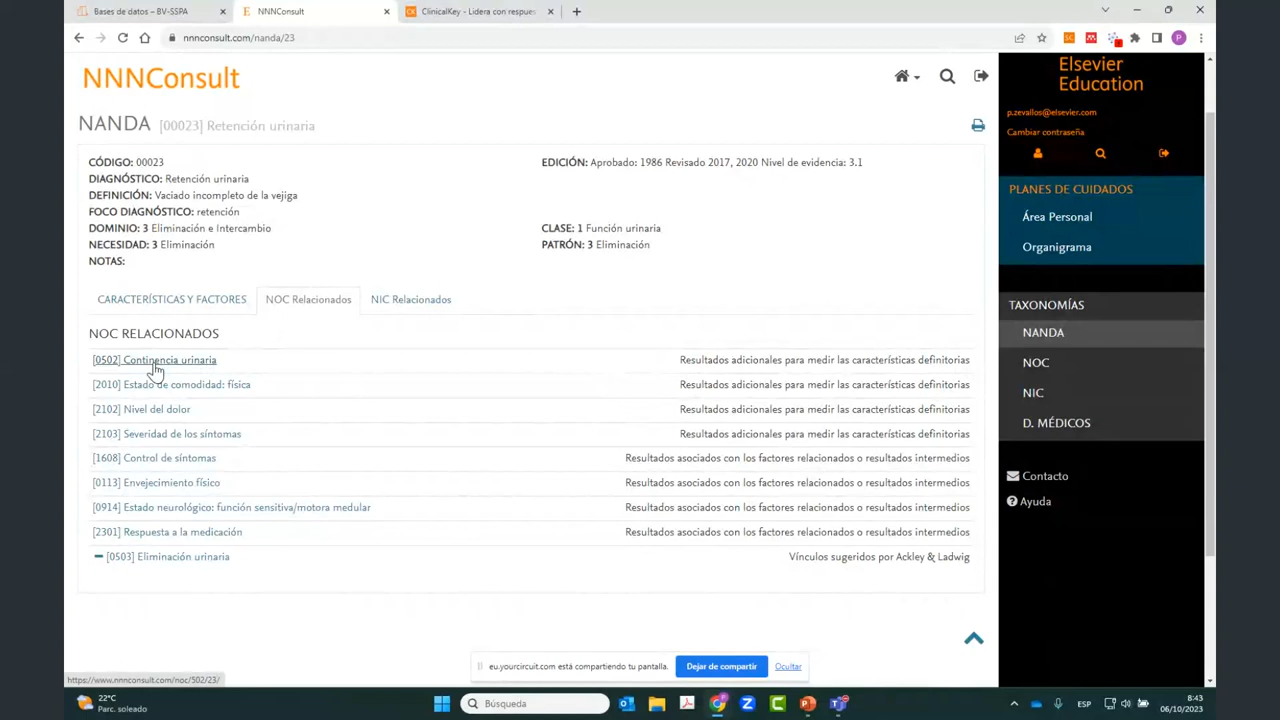 Bases de datos – BV-SSPA
NNNConsult
ClinicalKey - Lidera con respues
nnnconsult.com/nanda/23
NNNConsult
NANDA [00023] Retención urinaria
CÓDIGO: 00023
EDICIÓN: Aprobado: 1986 Revisado 2017, 2020 Nivel de evidencia: 3.1
DIAGNÓSTICO: Retención urinaria
DEFINICIÓN: Vaciado incompleto de la vejiga
FOCO DIAGNÓSTICO: retención
DOMINIO: 3 Eliminación e Intercambio
CLASE: 1 Función urinaria
NECESIDAD: 3 Eliminación
PATRÓN: 3 Eliminación
NOTAS:
CARACTERÍSTICAS Y FACTORES
NOC Relacionados
NIC Relacionados
NOC RELACIONADOS
[0502] Continencia urinaria Resultados adicionales para medir las características definitorias
[2010] Estado de comodidad: física Resultados adicionales para medir las características definitorias
[2102] Nivel del dolor Resultados adicionales para medir las características definitorias
[2103] Severidad de los síntomas Resultados adicionales para medir las características definitorias
[1608] Control de síntomas Resultados asociados con los factores relacionados o resultados intermedios
[0113] Envejecimiento físico Resultados asociados con los factores relacionados o resultados intermedios
[0914] Estado neurológico: función sensitiva/motora medular Resultados asociados con los factores relacionados o resultados intermedios
[2301] Respuesta a la medicación Resultados asociados con los factores relacionados o resultados intermedios
[0503] Eliminación urinaria Vínculos sugeridos por Ackley & Ladwig
Elsevier
Education
p.zevallos@elsevier.com
Cambiar contraseña
PLANES DE CUIDADOS
Área Personal
Organigrama
TAXONOMÍAS
NANDA
NOC
NIC
D. MÉDICOS
Contacto
Ayuda
eu.yourcircuit.com está compartiendo tu pantalla.
Dejar de compartir
Ocultar
https://www.nnnconsult.com/noc/502/23/
22°C
Parc. soleado
Búsqueda
ESP
8:43
06/10/2023